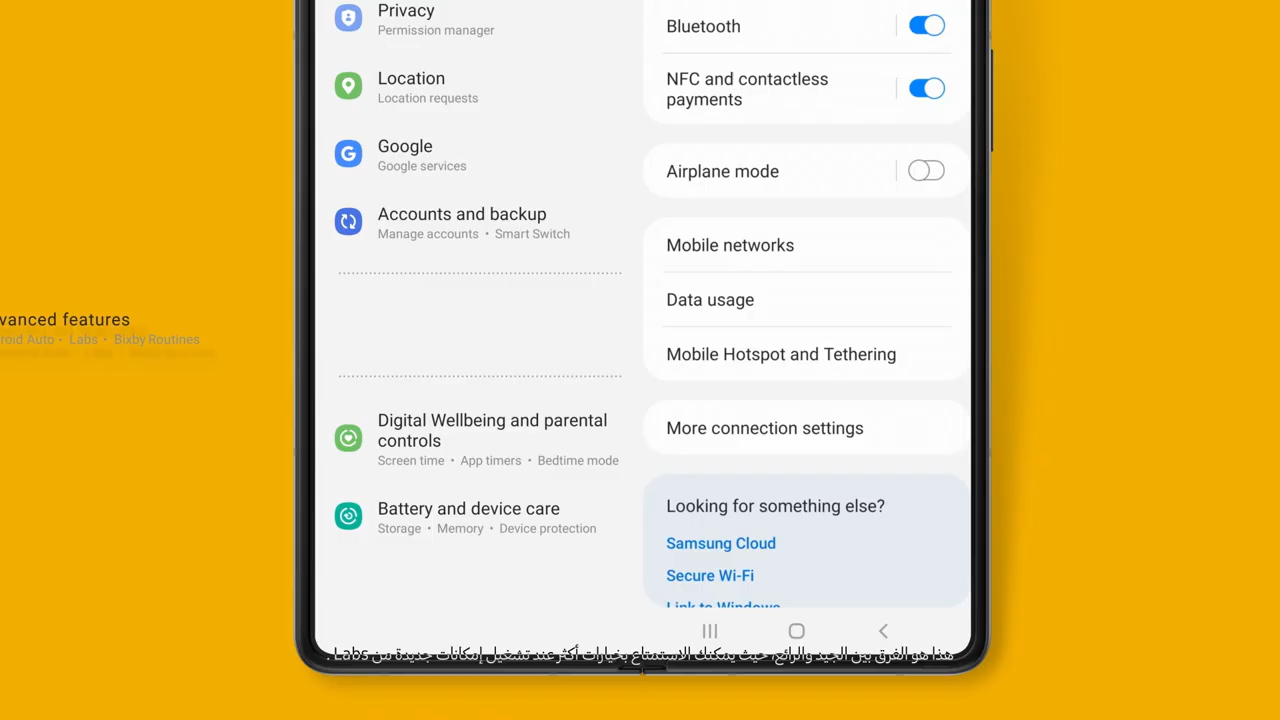 Privacy
Permission manager
Location
Location requests
Google
Google services
Accounts and backup
Manage accounts • Smart Switch
vanced features
roid Auto • Labs • Bixby Routines
Digital Wellbeing and parental
controls
Screen time • App timers • Bedtime mode
Battery and device care
Storage • Memory • Device protection
Bluetooth
NFC and contactless
payments
Airplane mode
Mobile networks
Data usage
Mobile Hotspot and Tethering
More connection settings
Looking for something else?
Samsung Cloud
Secure Wi-Fi
Link to Windows
هذا هو الفرق بين الجيد والرائع، حيث يمكنك الاستمتاع بخيارات أكثر عند تشغيل إمكانات جديدة من Labs.